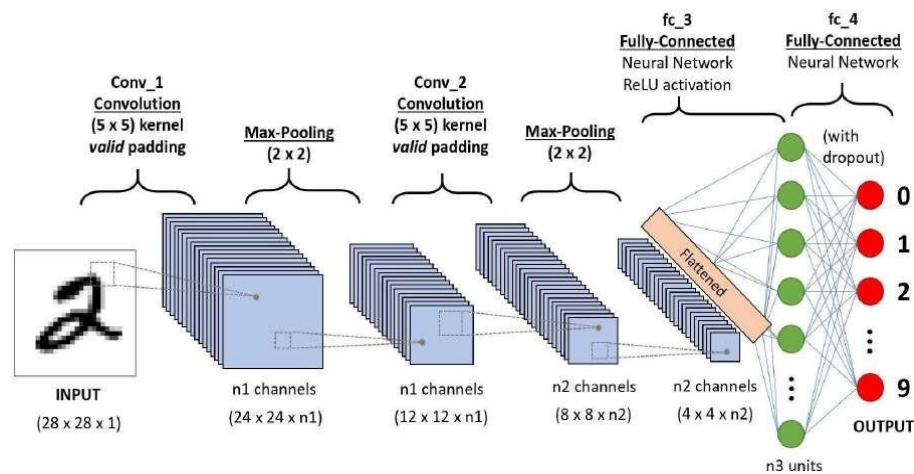 Conv_1
Convolution
(5 x 5) kernel
valid padding
Max-Pooling
(2 x 2)
Conv_2
Convolution
(5 x 5) kernel
valid padding
Max-Pooling
(2 x 2)
fc_3
Fully-Connected
Neural Network
ReLU activation
fc_4
Fully-Connected
Neural Network
(with
dropout)
Flattened
0
1
2
9
INPUT
(28 x 28 x 1)
n1 channels
(24 x 24 x n1)
n1 channels
(12 x 12 x n1)
n2 channels
(8 x 8 x n2)
n2 channels
(4 x 4 x n2)
n3 units
OUTPUT
2